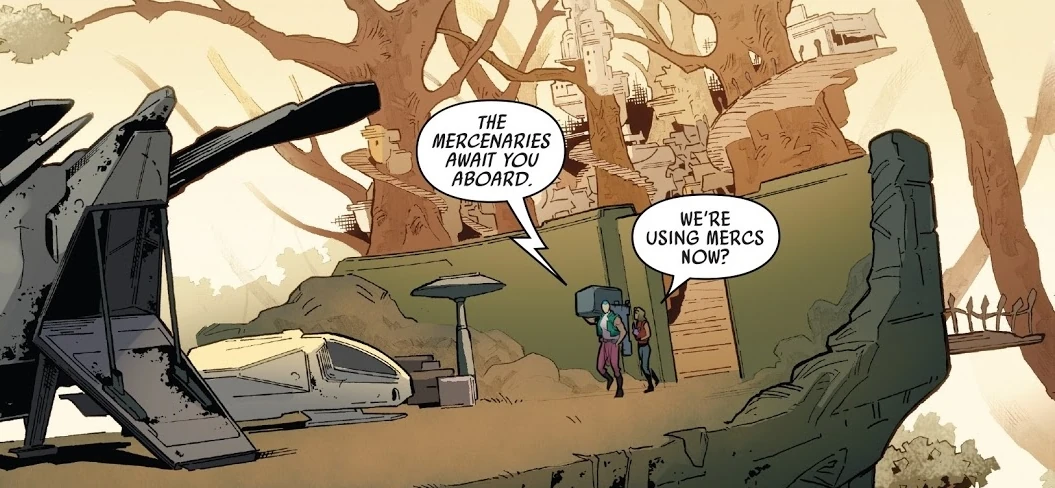 THE
MERCENARIES
AWAIT YOU
ABOARD.
WE'RE
USING MERCS
NOW?